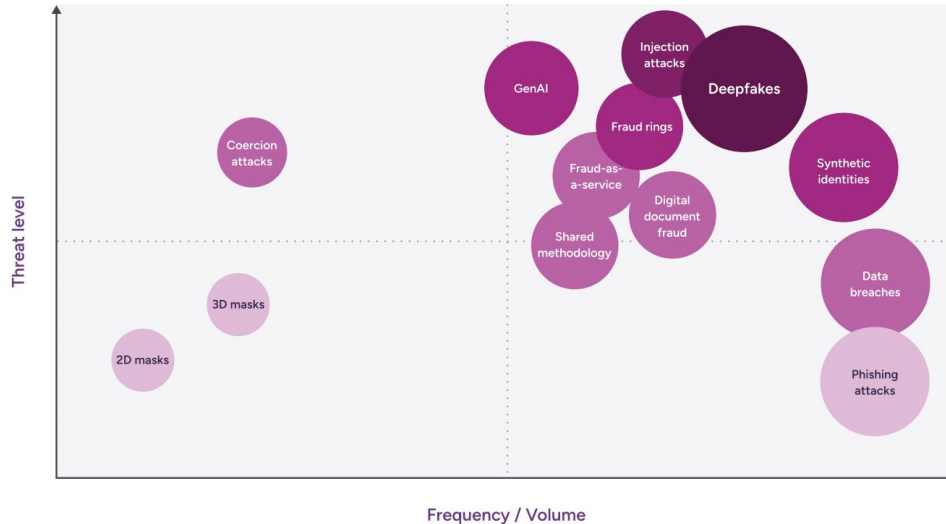 Injection
attacks
GenAI
Deepfakes
Fraud rings
Coercion
attacks
Synthetic
identities
Fraud-as-
a-service
Digital
document
fraud
Shared
methodology
Threat level
Data
breaches
3D masks
2D masks
Phishing
attacks
Frequency / Volume